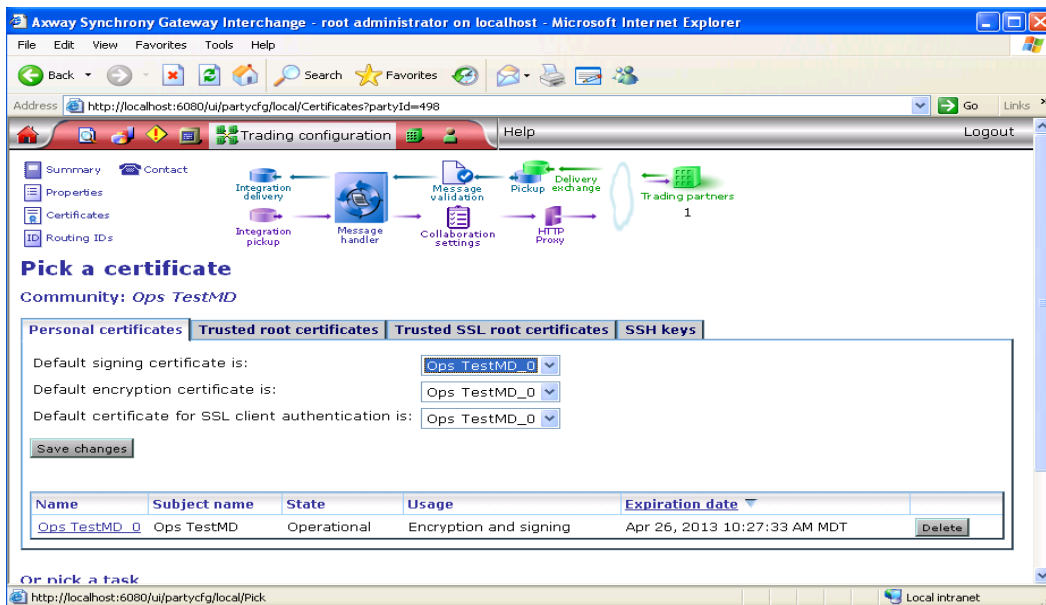 Axway Synchrony Gateway Interchange - root administrator on localhost - Microsoft Internet Explorer
File Edit View Favorites Tools Help
Back Search Favorites
Address http://localhost:6080/ui/partycfg/local/Certificates?partyId=498 Go Links »
Trading configuration Help Logout
Summary Contact
Properties
Certificates
ID Routing IDs
Integration delivery
Integration pickup
Message handler
Message validation
Collaboration settings
Pickup
Delivery exchange
HTTP Proxy
Trading partners
1
Pick a certificate
Community: Ops TestMD
Personal certificates Trusted root certificates Trusted SSL root certificates SSH keys
Default signing certificate is: Ops TestMD_0
Default encryption certificate is: Ops TestMD_0
Default certificate for SSL client authentication is: Ops TestMD_0
Save changes
Name Subject name State Usage Expiration date
Ops TestMD_0 Ops TestMD Operational Encryption and signing Apr 26, 2013 10:27:33 AM MDT Delete
Or pick a task
http://localhost:6080/ui/partycfg/local/Pick Local intranet